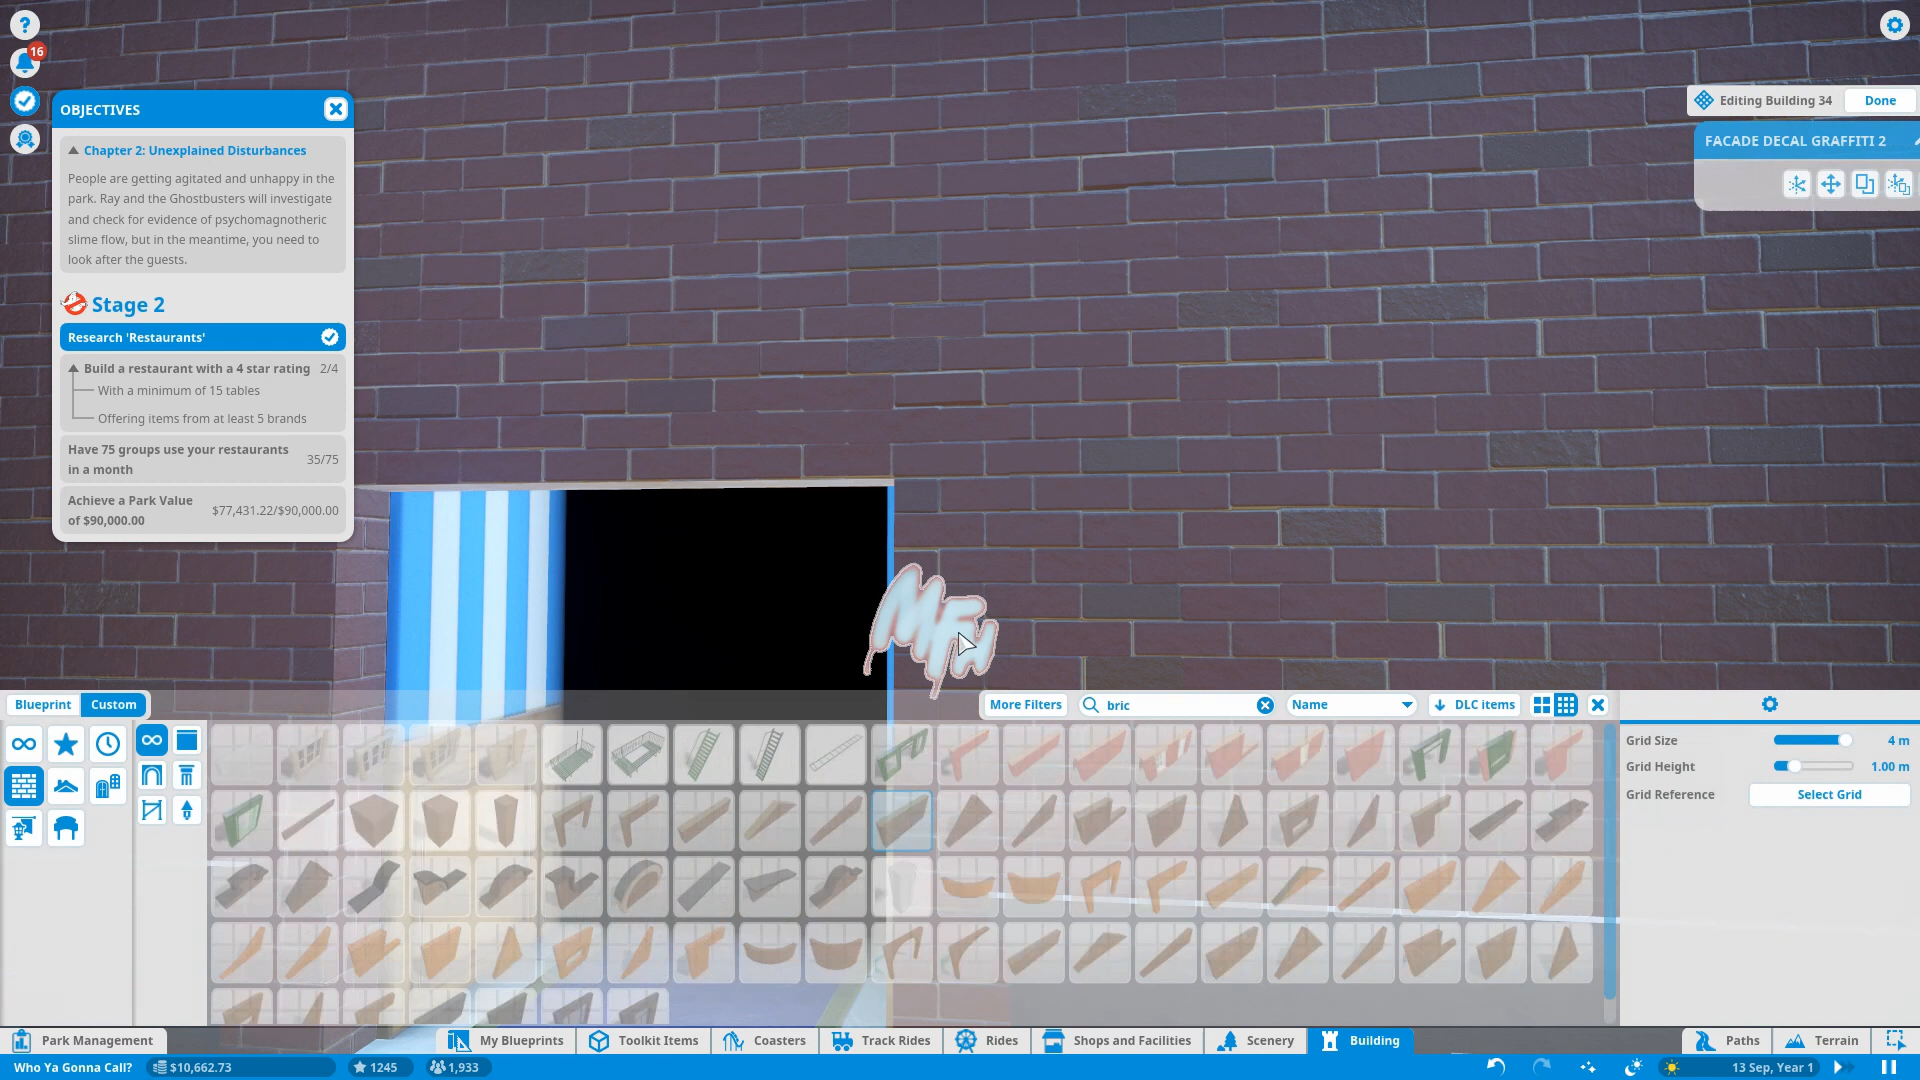 16
OBJECTIVES
Chapter 2: Unexplained Disturbances
People are getting agitated and unhappy in the
park. Ray and the Ghostbusters will investigate
and check for evidence of psychomagnotheric
slime flow, but in the meantime, you need to
look after the guests.
Stage 2
Research 'Restaurants'
Build a restaurant with a 4 star rating 2/4
With a minimum of 15 tables
Offering items from at least 5 brands
Have 75 groups use your restaurants
in a month 35/75
Achieve a Park Value
of $90,000.00 $77,431.22/$90,000.00
Editing Building 34 Done
FACADE DECAL GRAFFITI 2
Blueprint Custom
More Filters bric Name DLC items
Grid Size 4 m
Grid Height 1.00 m
Grid Reference Select Grid
Park Management My Blueprints Toolkit Items Coasters Track Rides Rides Shops and Facilities Scenery Building Paths Terrain
Who Ya Gonna Call? $10,662.73 1245 1,933 13 Sep, Year 1